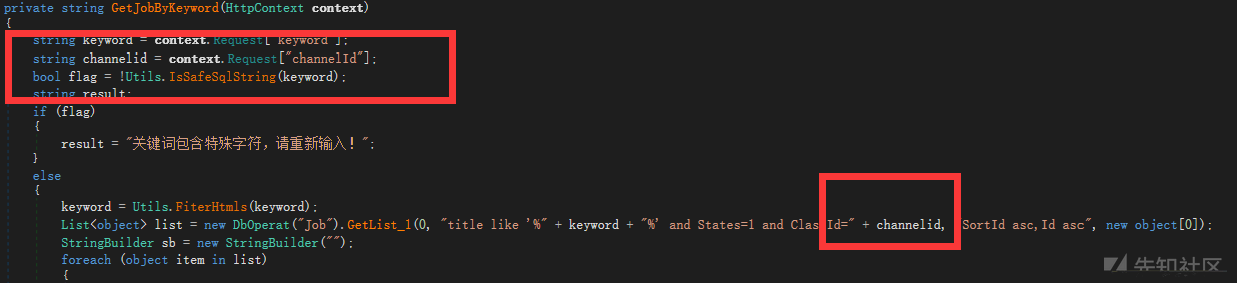 private string GetJobByKeyword(HttpContext context)
{
string keyword = context.Request["keyword"];
string channelid = context.Request["channelId"];
bool flag = !Utils.IsSafeSqlString(keyword);
string result;
if (flag)
{
result = "关键词包含特殊字符，请重新输入！";
}
else
{
keyword = Utils.FiterHtmls(keyword);
List<object> list = new DbOperat("Job").GetList_1(0, "title like '%" + keyword + "%' and States=1 and ClassId=" + channelid, "SortId asc,Id asc", new object[0]);
StringBuilder sb = new StringBuilder("");
foreach (object item in list)
{
先知社区